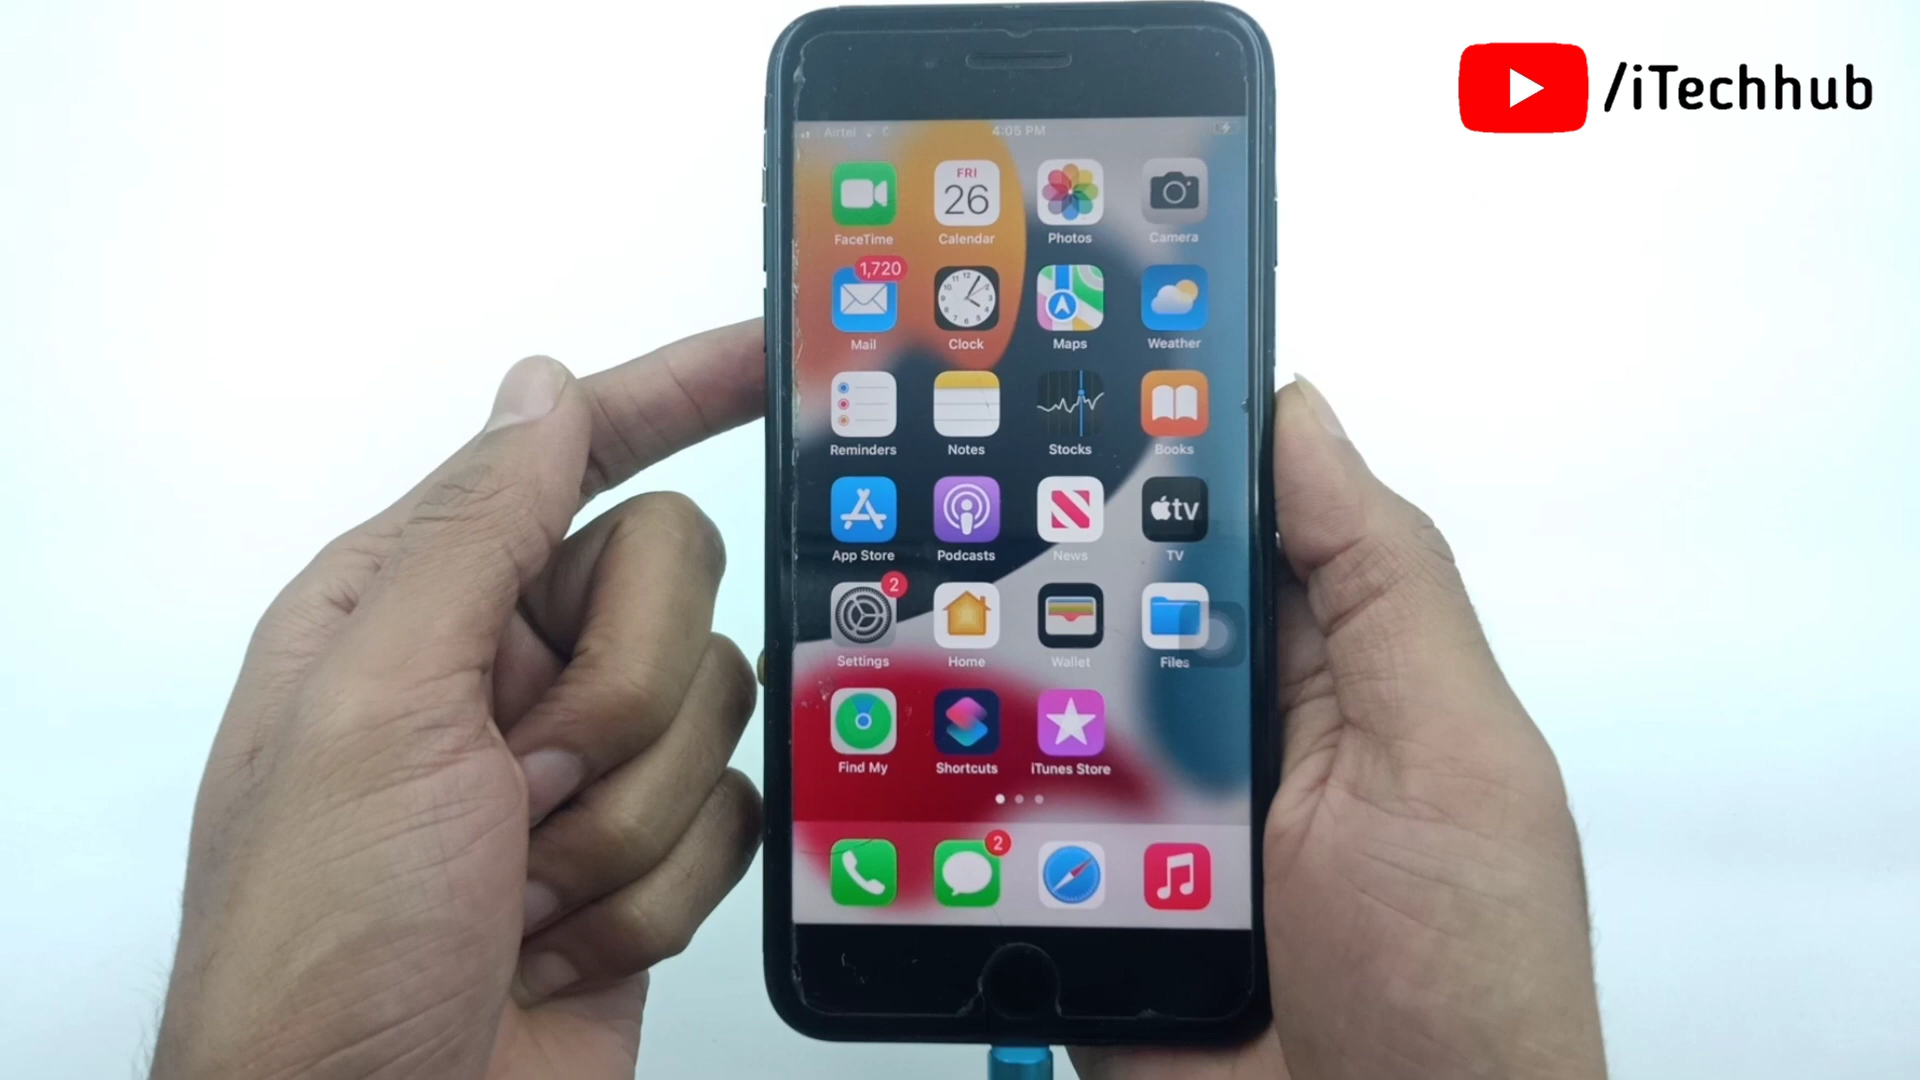 /iTechhub
Airtel
4:05 PM
FRI
26
FaceTime
Calendar
Photos
Camera
1,720
Mail
Clock
Maps
Weather
Reminders
Notes
Stocks
Books
tv
App Store
Podcasts
News
TV
2
Settings
Home
Wallet
Files
Find My
Shortcuts
iTunes Store
2